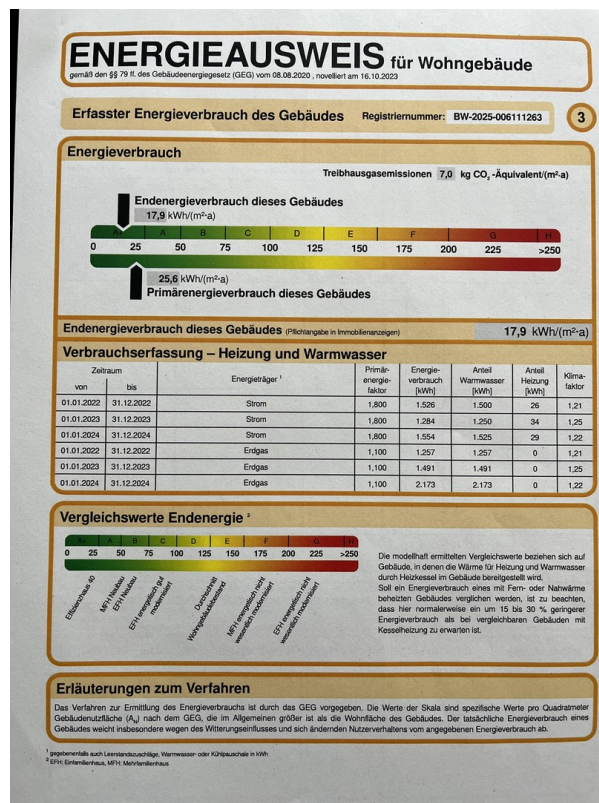 ENERGIEAUSWEIS für Wohngebäude
gemäß den §§ 79 ff. des Gebäudeenergiegesetz (GEG) vom 08.08.2020 , novelliert am 16.10.2023
Erfasster Energieverbrauch des Gebäudes Registriernummer: BW-2025-006111263 3
Energieverbrauch
Treibhausgasemissionen 7,0 kg CO2 -Äquivalent/(m²·a)
Endenergieverbrauch dieses Gebäudes
17,9 kWh/(m²·a)
A+ A B C D E F G H
0 25 50 75 100 125 150 175 200 225 >250
25,6 kWh/(m²·a)
Primärenergieverbrauch dieses Gebäudes
Endenergieverbrauch dieses Gebäudes (Pflichtangabe in Immobilienanzeigen) 17,9 kWh/(m²·a)
Verbrauchserfassung – Heizung und Warmwasser
Zeitraum
von bis
Energieträger 1
Primär-
energie-
faktor
Energie-
verbrauch
[kWh]
Anteil
Warmwasser
[kWh]
Anteil
Heizung
[kWh]
Klima-
faktor
01.01.2022 31.12.2022 Strom 1,800 1.526 1.500 26 1,21
01.01.2023 31.12.2023 Strom 1,800 1.284 1.250 34 1,25
01.01.2024 31.12.2024 Strom 1,800 1.554 1.525 29 1,22
01.01.2022 31.12.2022 Erdgas 1,100 1.257 1.257 0 1,21
01.01.2023 31.12.2023 Erdgas 1,100 1.491 1.491 0 1,25
01.01.2024 31.12.2024 Erdgas 1,100 2.173 2.173 0 1,22
Vergleichswerte Endenergie 2
A+ A B C D E F G H
0 25 50 75 100 125 150 175 200 225 >250
Effizienzhaus 40
MFH Neubau
EFH Neubau
EFH energetisch gut
modernisiert
Durchschnitt
Wohngebäudebestand
MFH energetisch nicht
wesentlich modernisiert
EFH energetisch nicht
wesentlich modernisiert
Die modellhaft ermittelten Vergleichswerte beziehen sich auf
Gebäude, in denen die Wärme für Heizung und Warmwasser
durch Heizkessel im Gebäude bereitgestellt wird.
Soll ein Energieverbrauch eines mit Fern- oder Nahwärme
beheizten Gebäudes verglichen werden, ist zu beachten,
dass hier normalerweise ein um 15 bis 30 % geringerer
Energieverbrauch als bei vergleichbaren Gebäuden mit
Kesselheizung zu erwarten ist.
Erläuterungen zum Verfahren
Das Verfahren zur Ermittlung des Energieverbrauchs ist durch das GEG vorgegeben. Die Werte der Skala sind spezifische Werte pro Quadratmeter
Gebäudenutzfläche (AN) nach dem GEG, die im Allgemeinen größer ist als die Wohnfläche des Gebäudes. Der tatsächliche Energieverbrauch eines
Gebäudes weicht insbesondere wegen des Witterungseinflusses und sich ändernden Nutzerverhaltens vom angegebenen Energieverbrauch ab.
1 gegebenenfalls auch Leerstandszuschläge, Warmwasser- oder Kühlpauschale in kWh
2 EFH: Einfamilienhaus, MFH: Mehrfamilienhaus